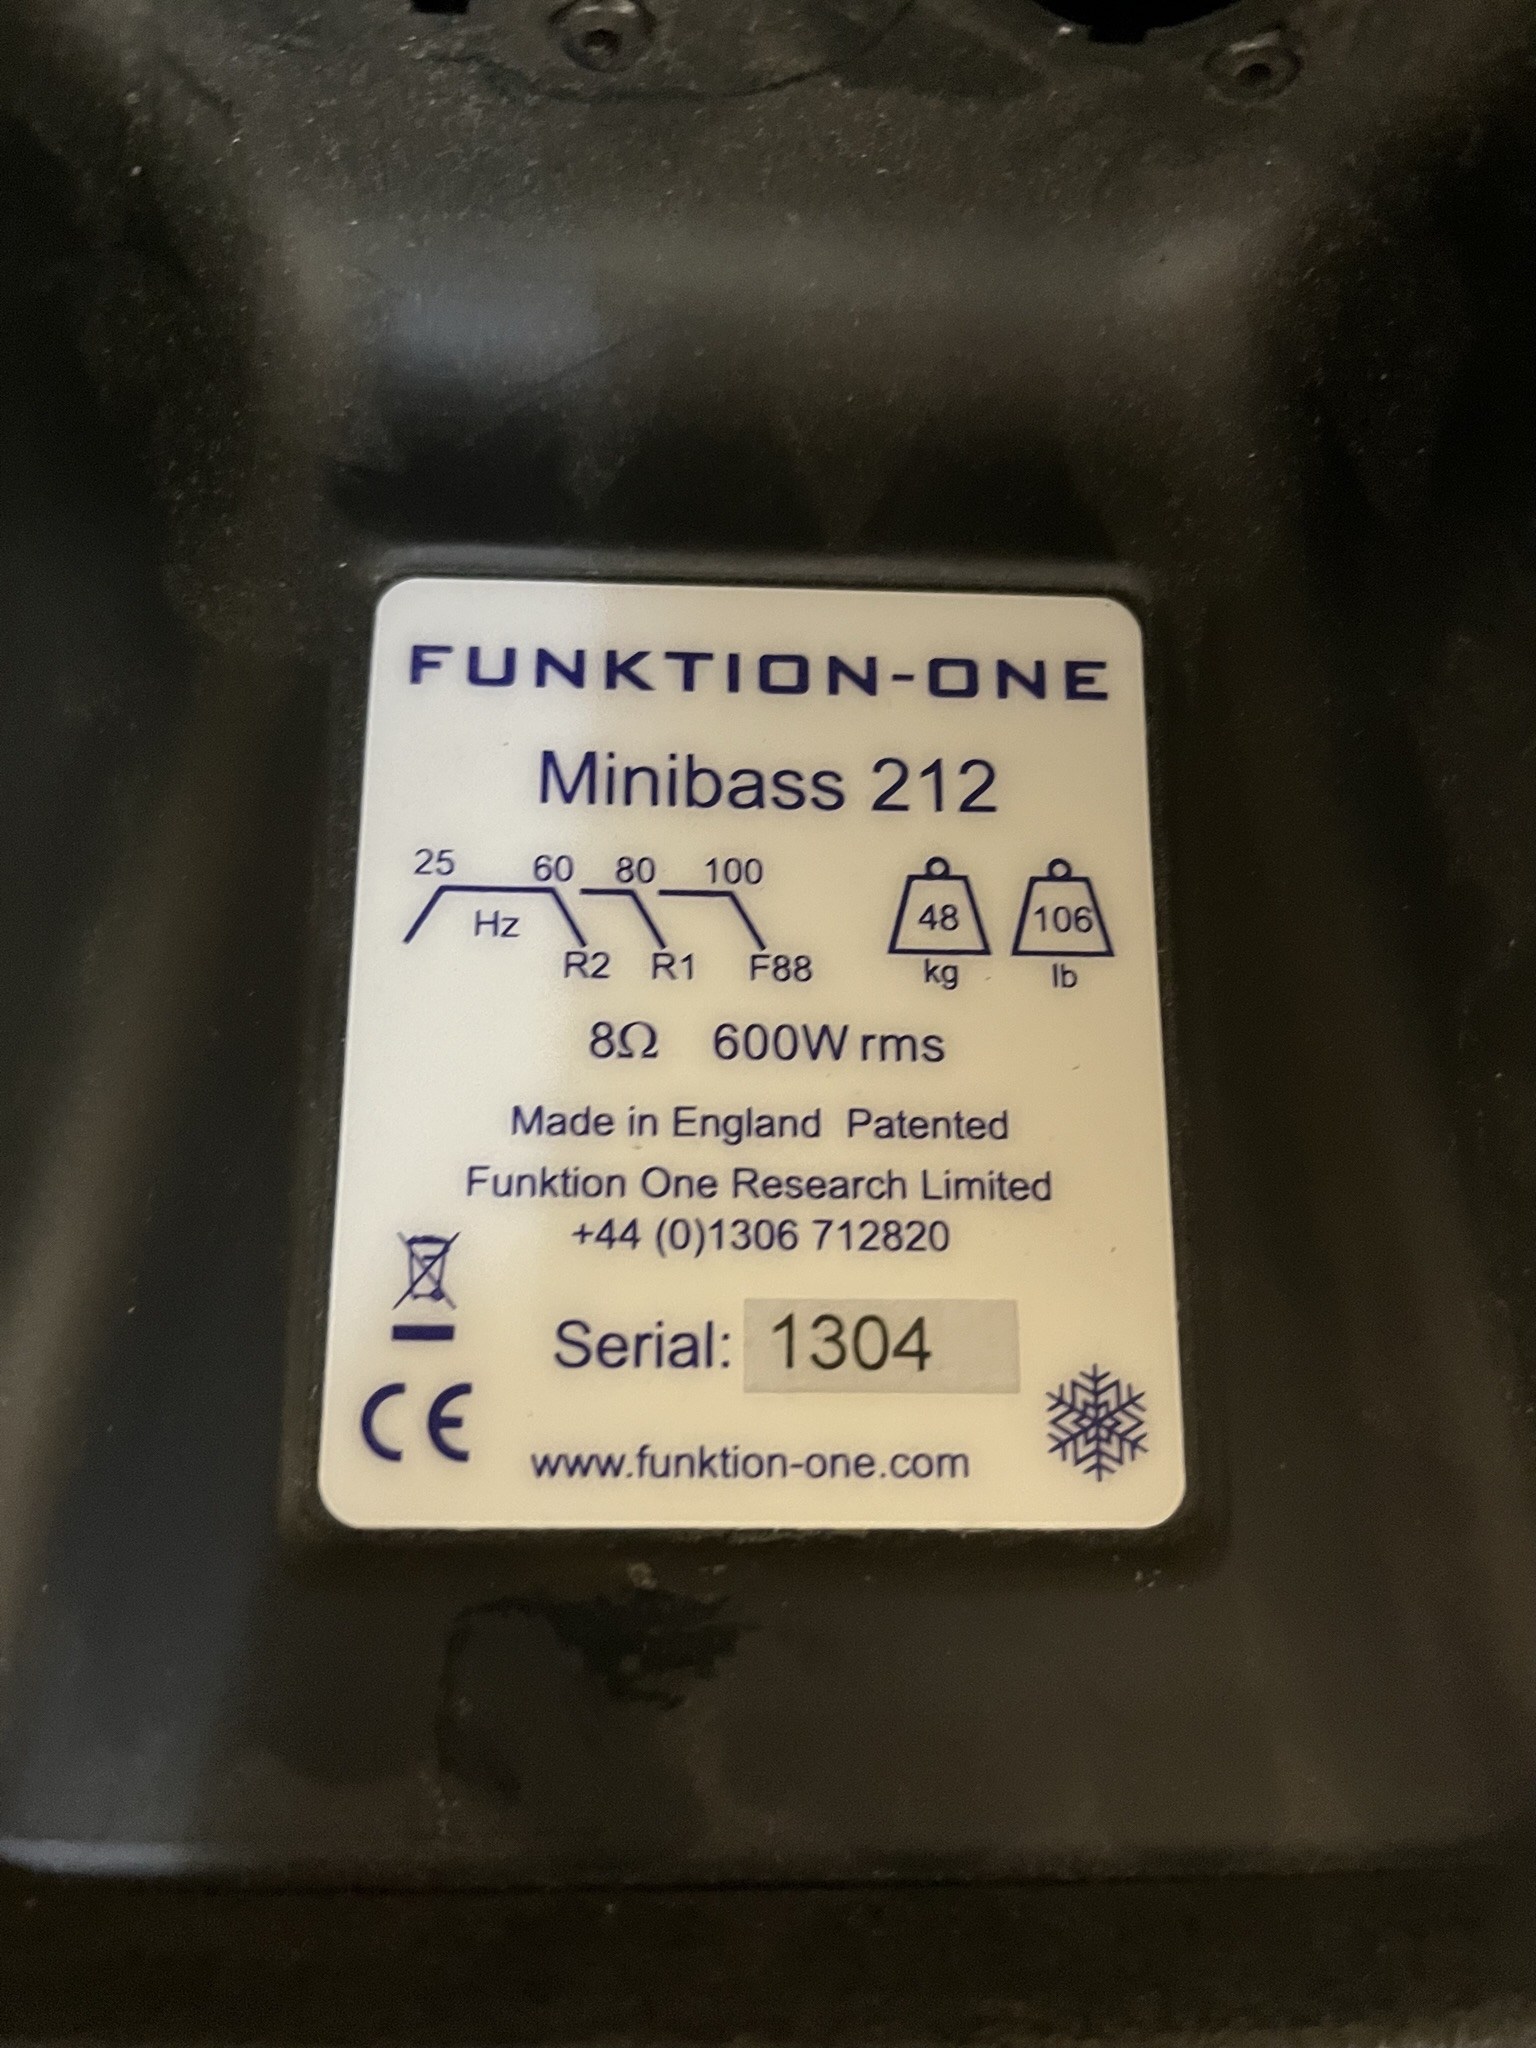 FUNKTION-ONE
Minibass 212
25 60 80 100
Hz
R2 R1 F88
48 106
kg lb
8Ω 600W rms
Made in England Patented
Funktion One Research Limited
+44 (0)1306 712820
Serial: 1304
CE
www.funktion-one.com